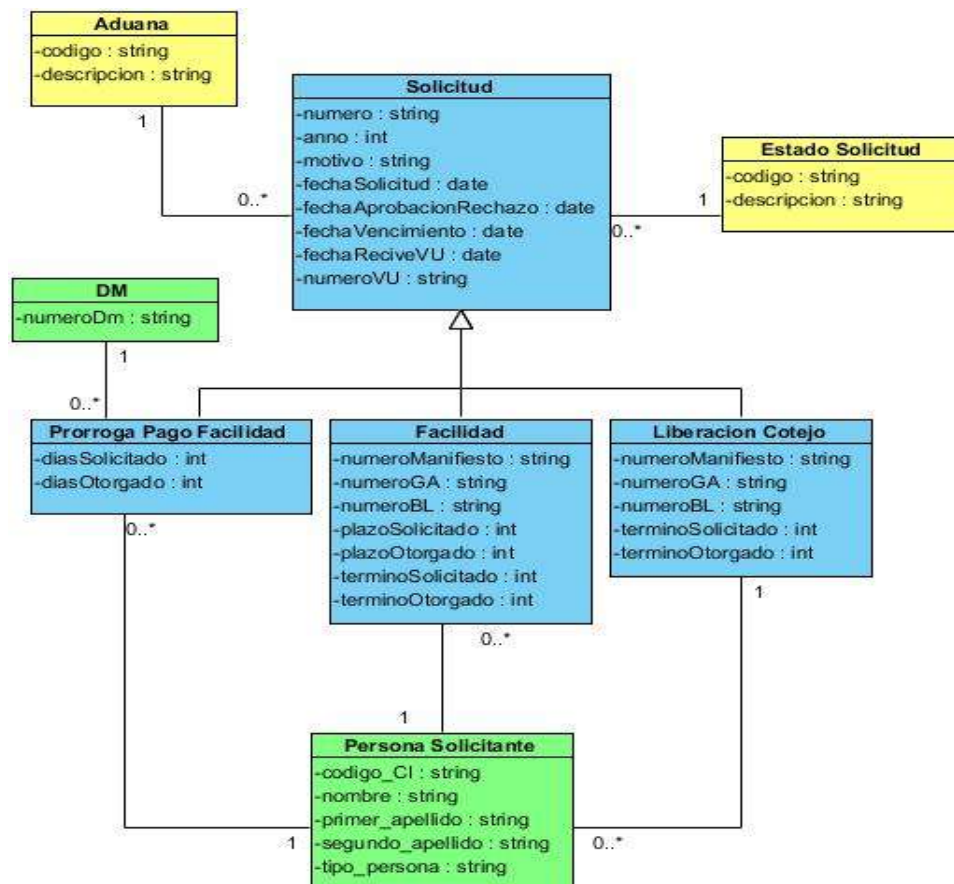 Aduana
-codigo : string
-descripcion : string
1
0..*
Solicitud
-numero : string
-anno : int
-motivo : string
-fechaSolicitud : date
-fechaAprobacionRechazo : date
-fechaVencimiento : date
-fechaReciveVU : date
-numeroVU : string
Estado Solicitud
-codigo : string
-descripcion : string
1
0..*
DM
-numeroDm : string
1
0..*
Prorroga Pago Facilidad
-diasSolicitado : int
-diasOtorgado : int
0..*
Facilidad
-numeroManifiesto : string
-numeroGA : string
-numeroBL : string
-plazoSolicitado : int
-plazoOtorgado : int
-terminoSolicitado : int
-terminoOtorgado : int
0..*
Liberacion Cotejo
-numeroManifiesto : string
-numeroGA : string
-numeroBL : string
-terminoSolicitado : int
-terminoOtorgado : int
1
1
Persona Solicitante
-codigo_CI : string
-nombre : string
-primer_apellido : string
-segundo_apellido : string
-tipo_persona : string
1
0..*